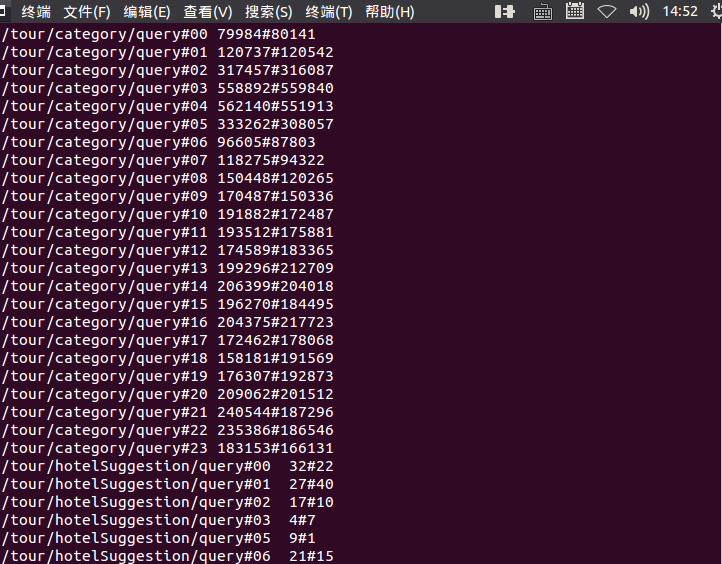 终端 文件(F) 编辑(E) 查看(V) 搜索(S) 终端(T) 帮助(H) 14:52
/tour/category/query#00 79984#80141
/tour/category/query#01 120737#120542
/tour/category/query#02 317457#316087
/tour/category/query#03 558892#559840
/tour/category/query#04 562140#551913
/tour/category/query#05 333262#308057
/tour/category/query#06 96605#87803
/tour/category/query#07 118275#94322
/tour/category/query#08 150448#120265
/tour/category/query#09 170487#150336
/tour/category/query#10 191882#172487
/tour/category/query#11 193512#175881
/tour/category/query#12 174589#183365
/tour/category/query#13 199296#212709
/tour/category/query#14 206399#204018
/tour/category/query#15 196270#184495
/tour/category/query#16 204375#217723
/tour/category/query#17 172462#178068
/tour/category/query#18 158181#191569
/tour/category/query#19 176307#192873
/tour/category/query#20 209062#201512
/tour/category/query#21 240544#187296
/tour/category/query#22 235386#186546
/tour/category/query#23 183153#166131
/tour/hotelSuggestion/query#00  32#22
/tour/hotelSuggestion/query#01  27#40
/tour/hotelSuggestion/query#02  17#10
/tour/hotelSuggestion/query#03  4#7
/tour/hotelSuggestion/query#05  9#1
/tour/hotelSuggestion/query#06  21#15